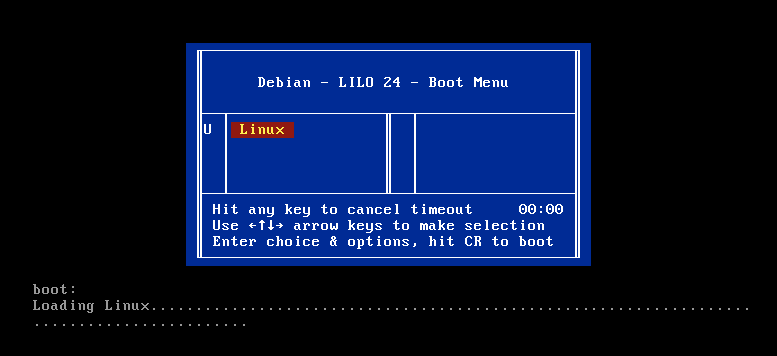 Debian - LILO 24 - Boot Menu
U Linux
Hit any key to cancel timeout 00:00
Use ←↑↓→ arrow keys to make selection
Enter choice & options, hit CR to boot
boot:
Loading Linux...................................................................
........................